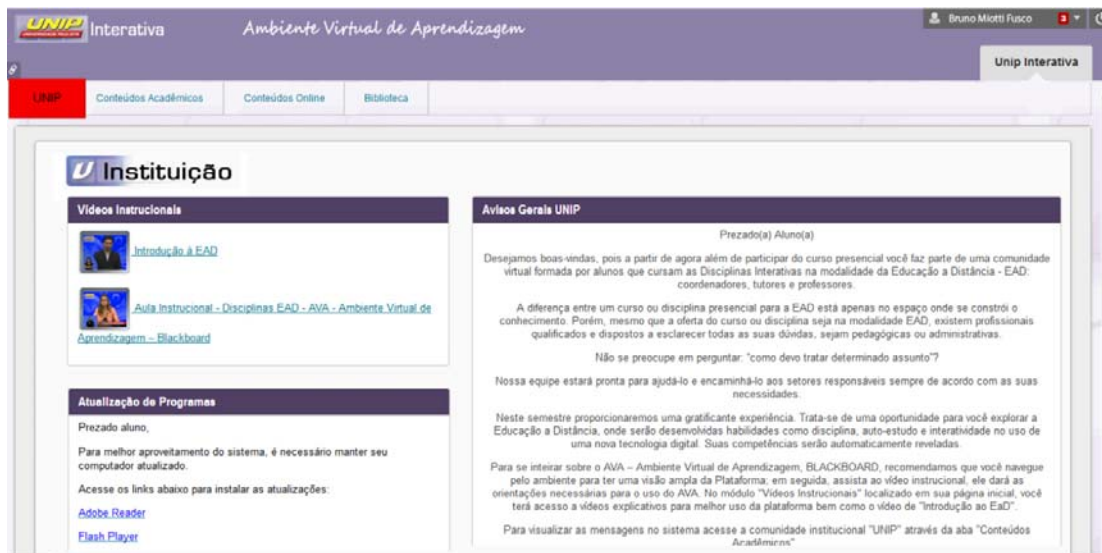 UNIP Interativa
UNIVERSIDADE PAULISTA
Ambiente Virtual de Aprendizagem
Bruno Miotti Fusco 3
Unip Interativa
UNIP
Conteúdos Acadêmicos
Conteúdos Online
Biblioteca
U Instituição
Vídeos Instrucionais
Introdução à EAD
Aula Instrucional - Disciplinas EAD - AVA - Ambiente Virtual de
Aprendizagem – Blackboard
Atualização de Programas
Prezado aluno,
Para melhor aproveitamento do sistema, é necessário manter seu
computador atualizado.
Acesse os links abaixo para instalar as atualizações:
Adobe Reader
Flash Player
Avisos Gerais UNIP
Prezado(a) Aluno(a)
Desejamos boas-vindas, pois a partir de agora além de participar do curso presencial você faz parte de uma comunidade
virtual formada por alunos que cursam as Disciplinas Interativas na modalidade da Educação a Distância - EAD:
coordenadores, tutores e professores.
A diferença entre um curso ou disciplina presencial para a EAD está apenas no espaço onde se constrói o
conhecimento. Porém, mesmo que a oferta do curso ou disciplina seja na modalidade EAD, existem profissionais
qualificados e dispostos a esclarecer todas as suas dúvidas, sejam pedagógicas ou administrativas.
Não se preocupe em perguntar: "como devo tratar determinado assunto"?
Nossa equipe estará pronta para ajudá-lo e encaminhá-lo aos setores responsáveis sempre de acordo com as suas
necessidades.
Neste semestre proporcionaremos uma gratificante experiência. Trata-se de uma oportunidade para você explorar a
Educação a Distância, onde serão desenvolvidas habilidades como disciplina, auto-estudo e interatividade no uso de
uma nova tecnologia digital. Suas competências serão automaticamente reveladas.
Para se inteirar sobre o AVA – Ambiente Virtual de Aprendizagem, BLACKBOARD, recomendamos que você navegue
pelo ambiente para ter uma visão ampla da Plataforma; em seguida, assista ao vídeo instrucional, ele dará as
orientações necessárias para o uso do AVA. No módulo "Vídeos Instrucionais" localizado em sua página inicial, você
terá acesso a vídeos explicativos para melhor uso da plataforma bem como o vídeo de "Introdução ao EaD".
Para visualizar as mensagens no sistema acesse a comunidade institucional "UNIP" através da aba "Conteúdos
Acadêmicos"